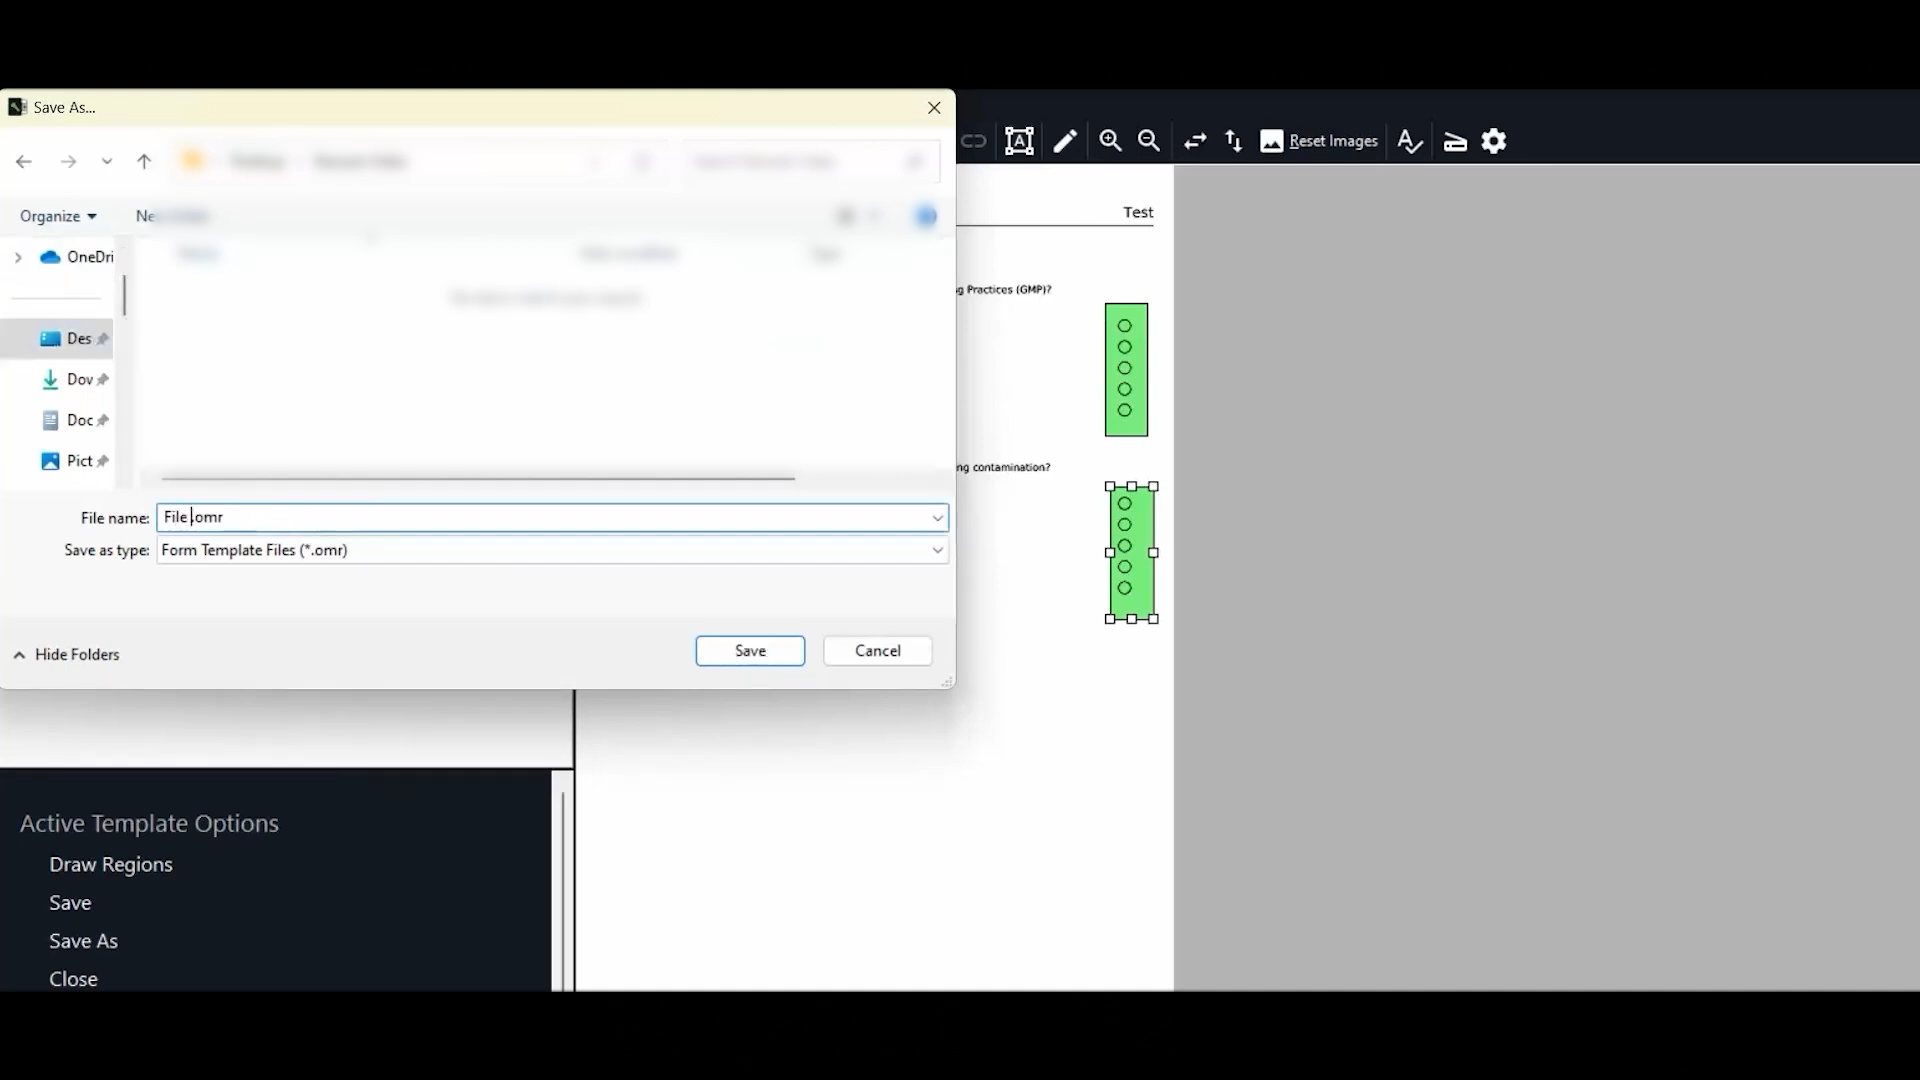 Save As...
Organize
Ne
OneDri
Des
Dov
Doc
Pict
File name: File .omr
Save as type: Form Template Files (*.omr)
Hide Folders
Save
Cancel
Reset Images
Test
g Practices (GMP)?
ng contamination?
Active Template Options
Draw Regions
Save
Save As
Close